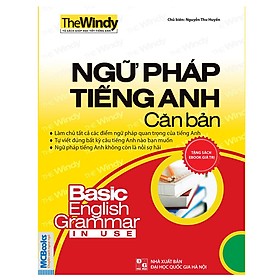 TheWindy
TỦ SÁCH GIÚP HỌC TỐT TIẾNG ANH
Chủ biên: Nguyễn Thu Huyền
NGỮ PHÁP
TIẾNG ANH
Căn bản
Làm chủ tất cả các điểm ngữ pháp quan trọng của tiếng Anh
Tự viết đúng bất kỳ câu tiếng Anh nào bạn muốn
Ngữ pháp tiếng Anh không còn là nỗi sợ hãi
TẶNG SÁCH
EBOOK GIÁ TRỊ
Basic
English
Grammar
IN USE
MCBooks
NHÀ XUẤT BẢN
ĐẠI HỌC QUỐC GIA HÀ NỘI